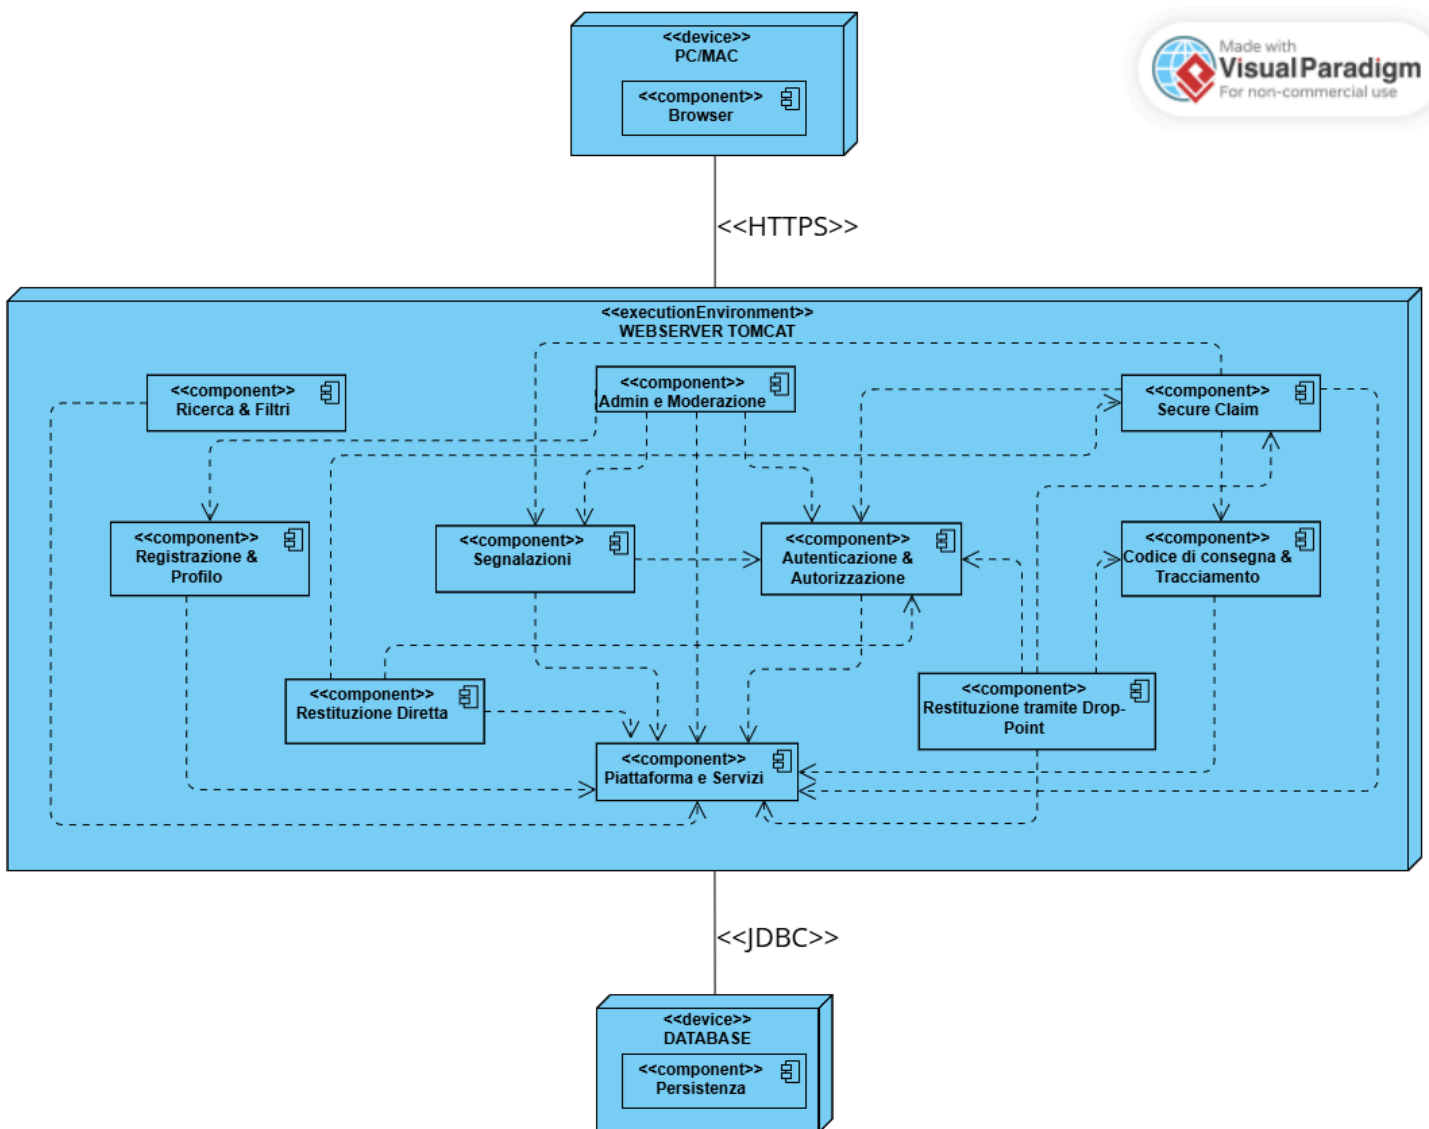 <<device>>
PC/MAC
<<component>>
Browser
Made with
Visual Paradigm
For non-commercial use
<<HTTPS>>
<<executionEnvironment>>
WEBSERVER TOMCAT
<<component>>
Ricerca & Filtri
<<component>>
Admin e Moderazione
<<component>>
Secure Claim
<<component>>
Registrazione &
Profilo
<<component>>
Segnalazioni
<<component>>
Autenticazione &
Autorizzazione
<<component>>
Codice di consegna &
Tracciamento
<<component>>
Restituzione Diretta
<<component>>
Restituzione tramite Drop-
Point
<<component>>
Piattaforma e Servizi
<<JDBC>>
<<device>>
DATABASE
<<component>>
Persistenza